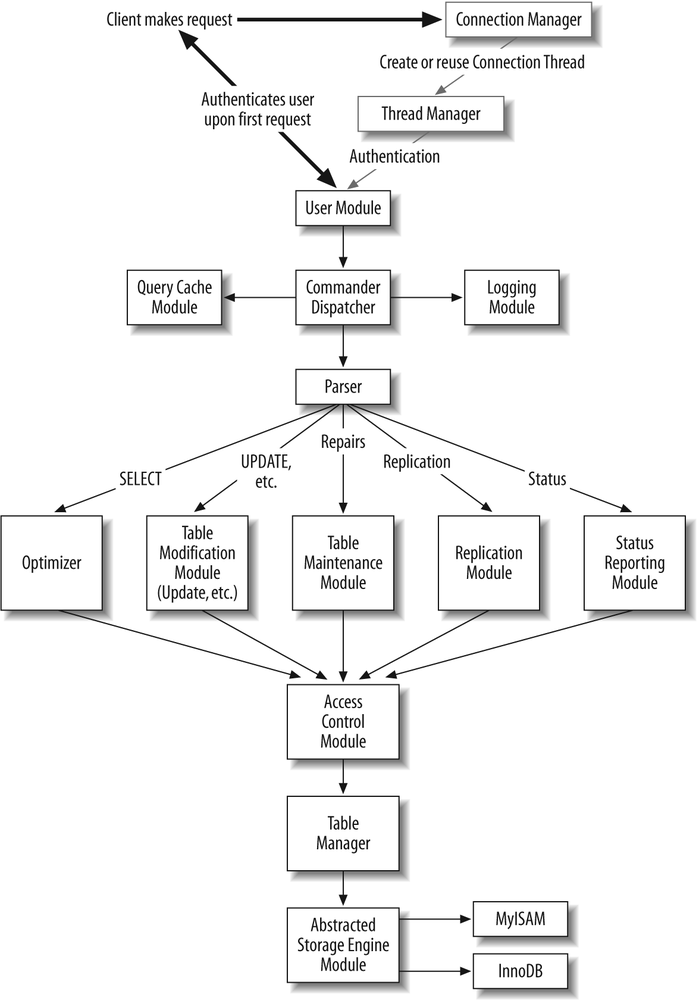 Client makes request
Connection Manager
Create or reuse Connection Thread
Authenticates user
upon first request
Thread Manager
Authentication
User Module
Query Cache
Module
Commander
Dispatcher
Logging
Module
Parser
SELECT
UPDATE,
etc.
Repairs
Replication
Status
Optimizer
Table
Modification
Module
(Update, etc.)
Table
Maintenance
Module
Replication
Module
Status
Reporting
Module
Access
Control
Module
Table
Manager
Abstracted
Storage Engine
Module
MyISAM
InnoDB